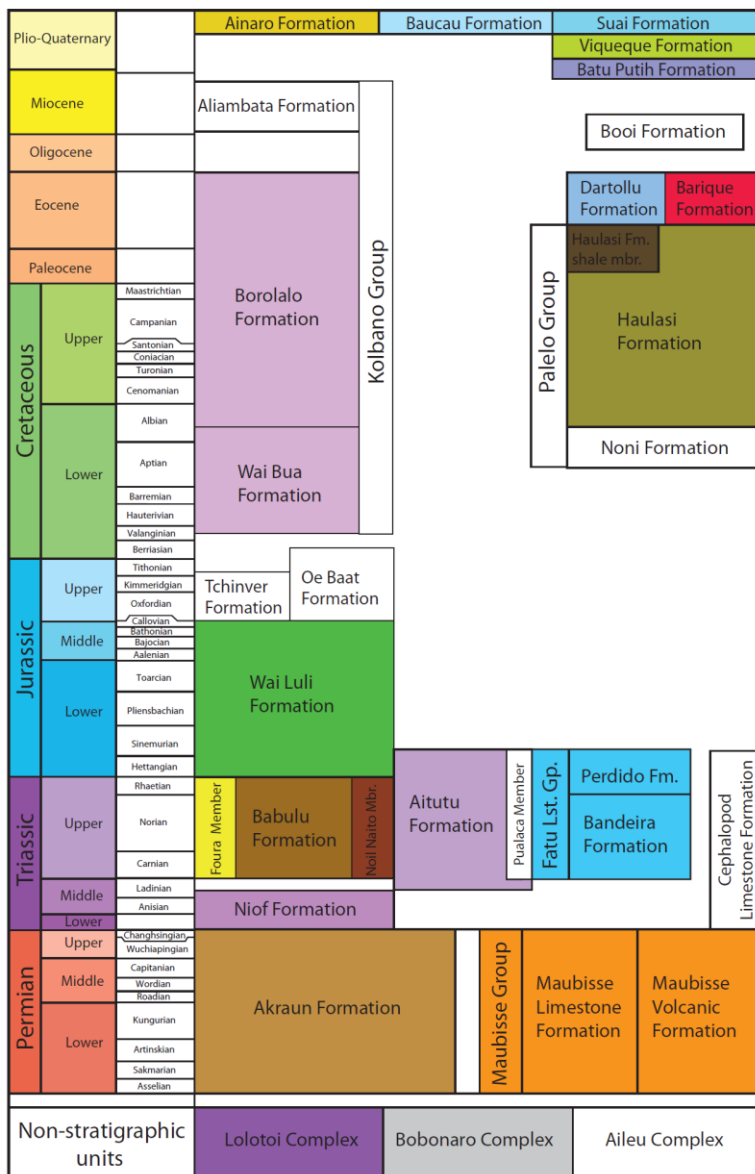 Plio-Quaternary
Miocene
Oligocene
Eocene
Paleocene
Cretaceous
Upper
Lower
Jurassic
Upper
Middle
Lower
Triassic
Upper
Middle
Lower
Permian
Upper
Middle
Lower
Maastrichtian
Campanian
Santonian
Coniacian
Turonian
Cenomanian
Albian
Aptian
Barremian
Hauterivian
Valanginian
Berriasian
Tithonian
Kimmeridgian
Oxfordian
Callovian
Bathonian
Bajocian
Aalenian
Toarcian
Pliensbachian
Sinemurian
Hettangian
Rhaetian
Norian
Carnian
Ladinian
Anisian
Changhsingian
Wuchiapingian
Capitanian
Wordian
Roadian
Kungurian
Artinskian
Sakmarian
Asselian
Ainaro Formation
Baucau Formation
Suai Formation
Viqueque Formation
Batu Putih Formation
Aliambata Formation
Booi Formation
Kolbano Group
Borolalo
Formation
Wai Bua
Formation
Dartollu
Formation
Barique
Formation
Palelo Group
Haulasi Fm.
shale mbr.
Haulasi
Formation
Noni Formation
Tchinver
Formation
Oe Baat
Formation
Wai Luli
Formation
Foura Member
Babulu
Formation
Noil Naito Mbr.
Aitutu
Formation
Pualaca Member
Fatu Lst. Gp.
Perdido Fm.
Bandeira
Formation
Cephalopod
Limestone Formation
Niof Formation
Akraun Formation
Maubisse Group
Maubisse
Limestone
Formation
Maubisse
Volcanic
Formation
Non-stratigraphic
units
Lolotoi Complex
Bobonaro Complex
Aileu Complex